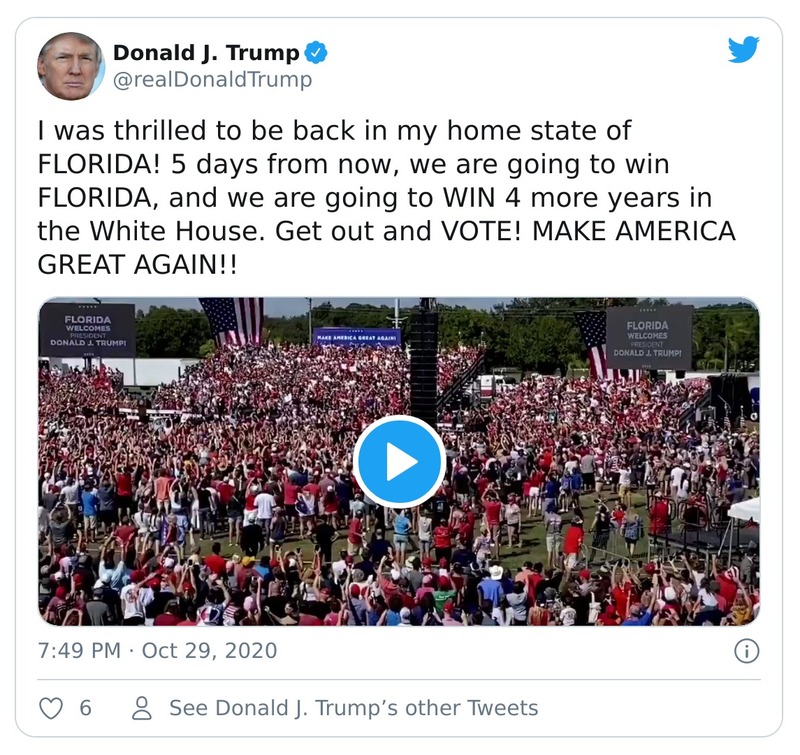 Donald J. Trump
@realDonaldTrump
I was thrilled to be back in my home state of
FLORIDA! 5 days from now, we are going to win
FLORIDA, and we are going to WIN 4 more years in
the White House. Get out and VOTE! MAKE AMERICA
GREAT AGAIN!!
FLORIDA
WELCOMES
PRESIDENT
DONALD J. TRUMP!
MAKE AMERICA GREAT AGAIN!
FLORIDA
WELCOMES
PRESIDENT
DONALD J. TRUMP!
7:49 PM · Oct 29, 2020
6
See Donald J. Trump’s other Tweets